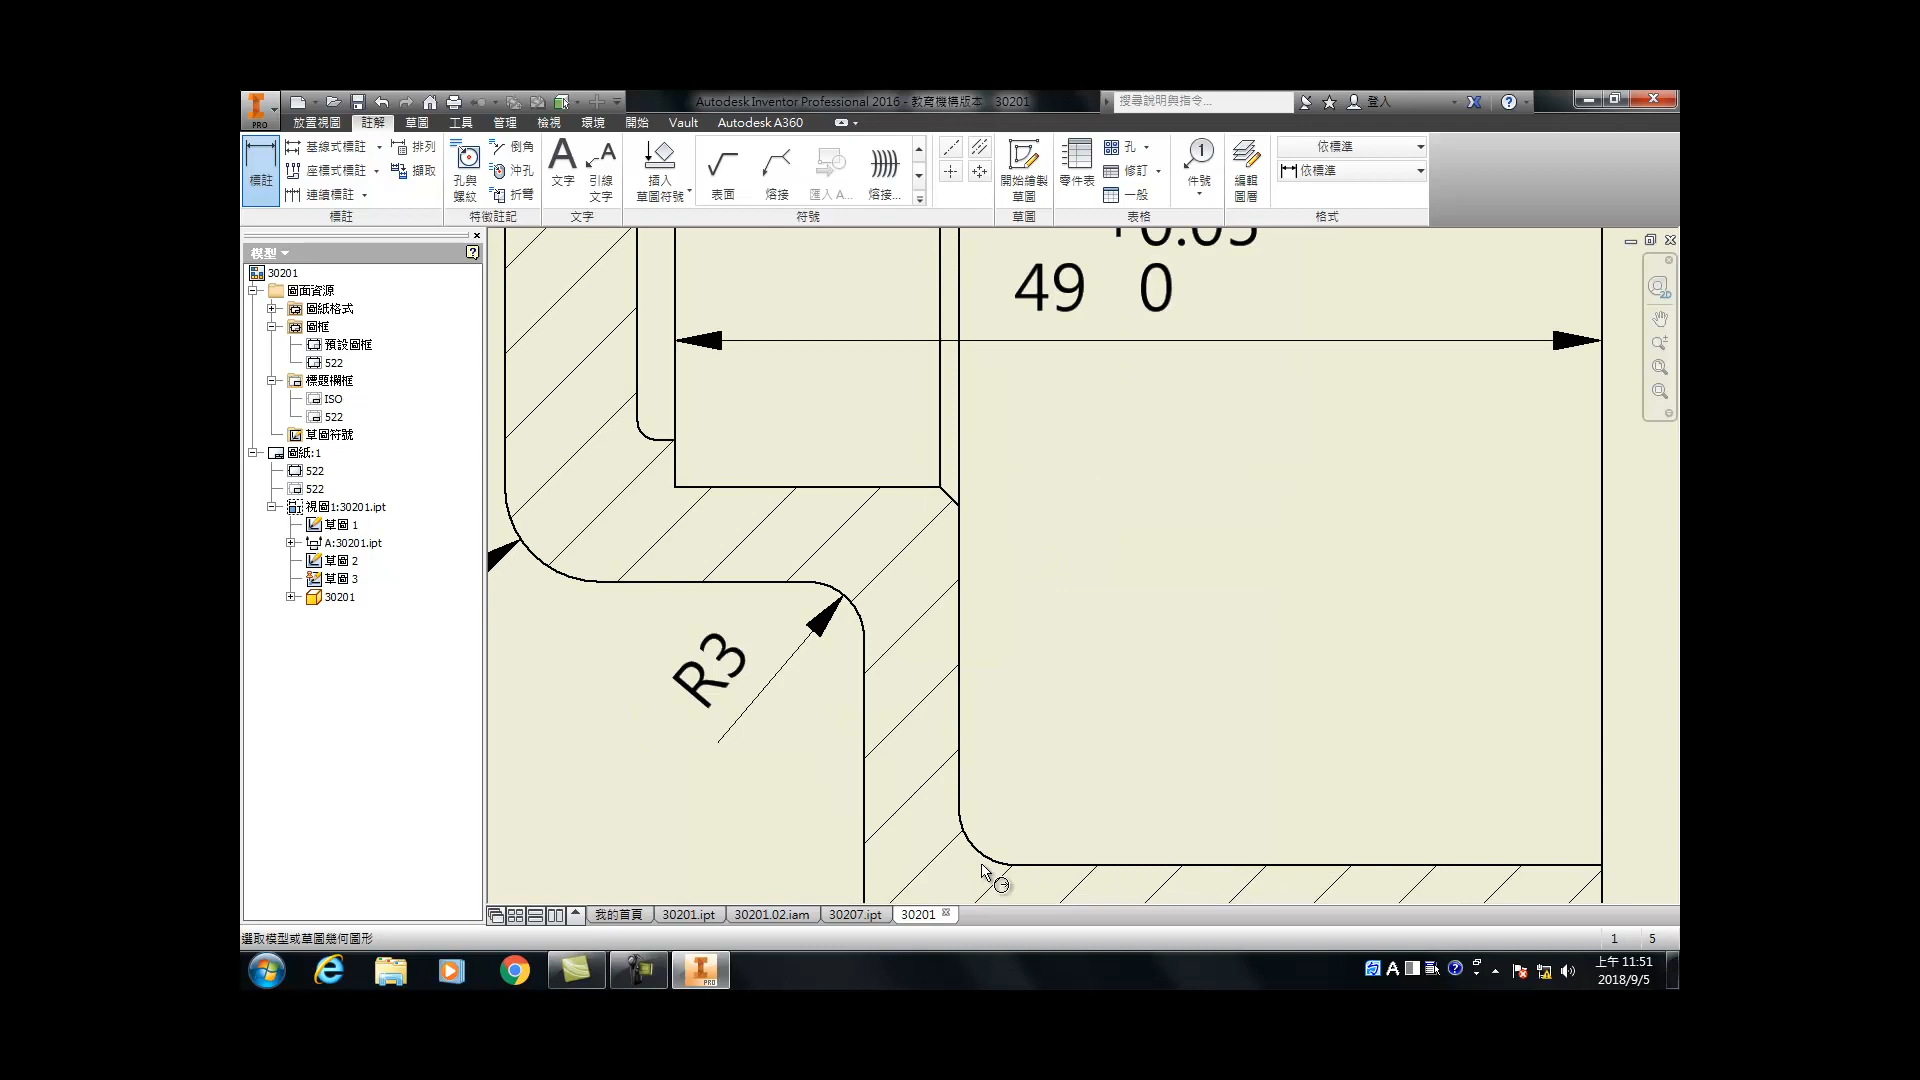 Autodesk Inventor Professional 2016 - 教育機構版本 30201
搜尋說明與指令...
登入
PRO
放置視圖 註解 草圖 工具 管理 檢視 環境 開始 Vault Autodesk A360
標註
基線式標註
座標式標註
連續標註
排列
擷取
標註
孔與螺紋
倒角
沖孔
折彎
特徵註記
文字
引線文字
文字
插入草圖符號
表面
熔接
匯入 A...
熔接...
符號
開始繪製草圖
草圖
零件表
孔
修訂
一般
表格
件號
編輯圖層
依標準
依標準
格式
模型
30201
圖面資源
圖紙格式
圖框
預設圖框
522
標題欄框
ISO
522
草圖符號
圖紙:1
522
522
視圖1:30201.ipt
草圖 1
A:30201.ipt
草圖 2
草圖 3
30201
+0.05
49 0
R3
2D
我的首頁 30201.ipt 30201.02.iam 30207.ipt 30201
選取模型或草圖幾何圖形
1 5
上午 11:51
2018/9/5